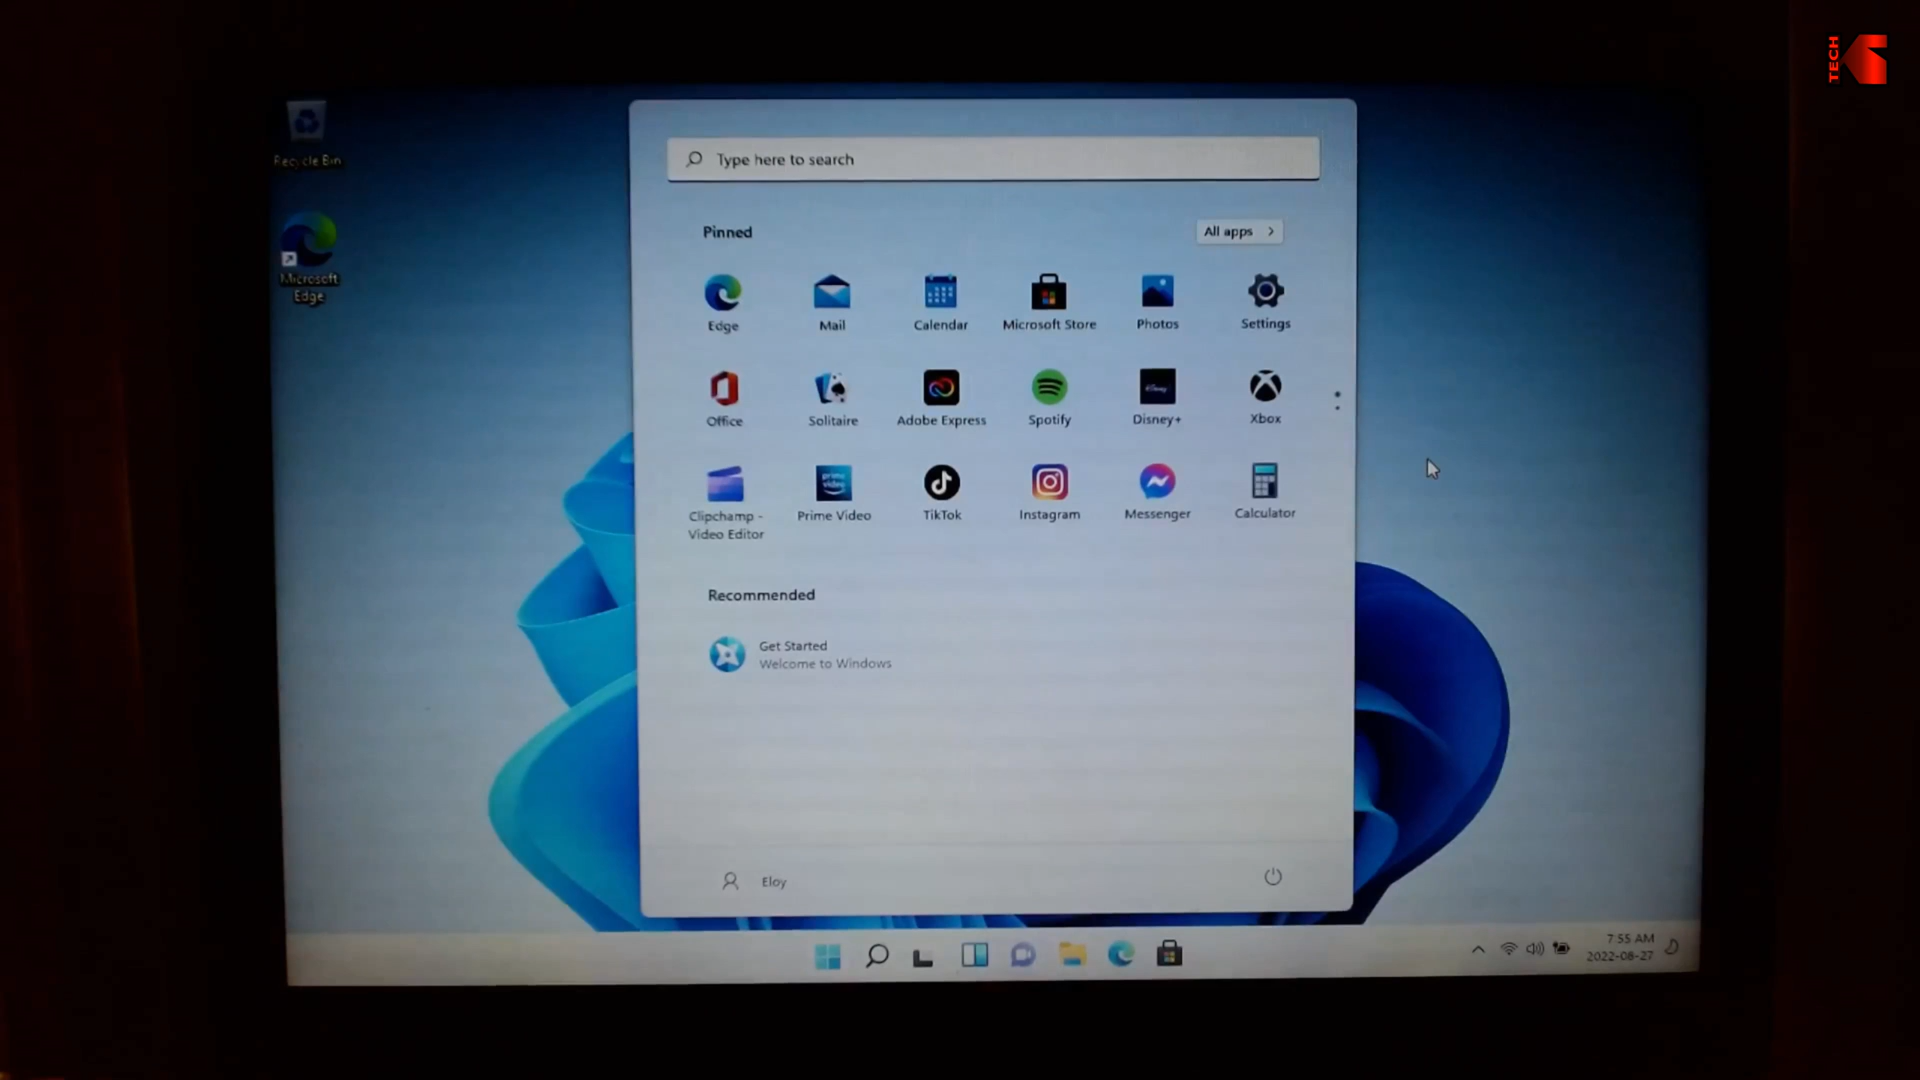 TECH
Recycle Bin
Microsoft
Edge
Type here to search
Pinned
All apps
Edge
Mail
Calendar
Microsoft Store
Photos
Settings
Office
Solitaire
Adobe Express
Spotify
Disney+
Xbox
Clipchamp -
Video Editor
prime
video
Prime Video
TikTok
Instagram
Messenger
Calculator
Recommended
Get Started
Welcome to Windows
Eloy
7:55 AM
2022-08-27